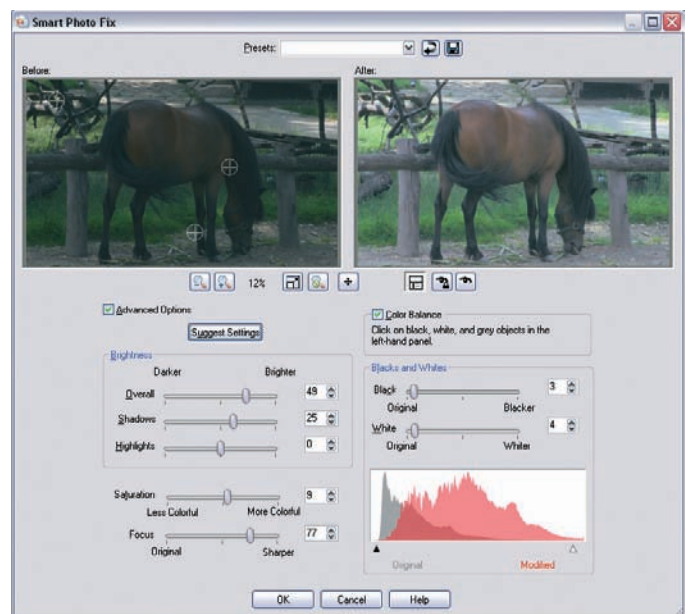 Smart Photo Fix
Presets:
Before:
After:
12%
Advanced Options
Suggest Settings
Color Balance
Click on black, white, and grey objects in the
left-hand panel.
Brightness
Darker Brighter
Overall 49
Shadows 25
Highlights 0
Saturation 9
Less Colorful More Colorful
Focus 77
Original Sharper
Blacks and Whites
Black 3
Original Blacker
White 4
Original Whiter
Original Modified
OK Cancel Help